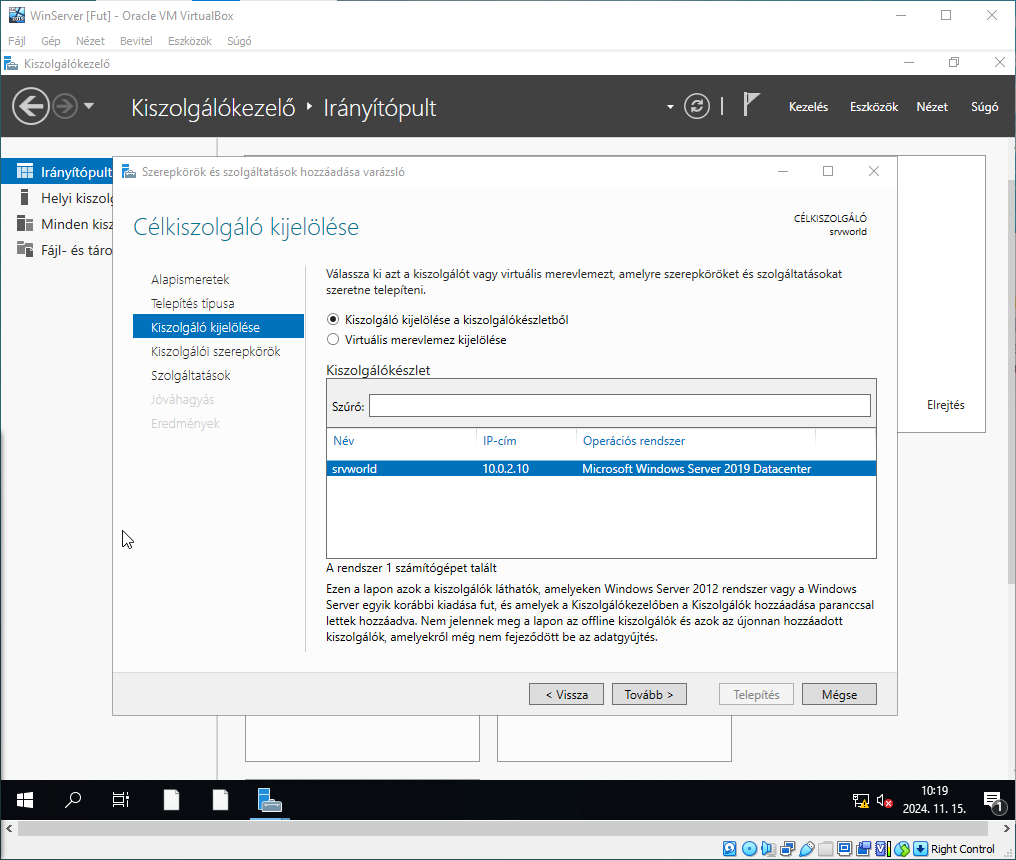 WinServer [Fut] - Oracle VM VirtualBox
Fájl Gép Nézet Bevitel Eszközök Súgó
Kiszolgálókezelő
Kiszolgálókezelő Irányítópult
Kezelés Eszközök Nézet Súgó
Irányítópult
Helyi kiszolg
Minden kisz
Fájl- és táro
Szerepkörök és szolgáltatások hozzáadása varázsló
Célkiszolgáló kijelölése
CÉLKISZOLGÁLÓ
srvworld
Alapismeretek
Telepítés típusa
Kiszolgáló kijelölése
Kiszolgálói szerepkörök
Szolgáltatások
Jóváhagyás
Eredmények
Válassza ki azt a kiszolgálót vagy virtuális merevlemezt, amelyre szerepköröket és szolgáltatásokat
szeretne telepíteni.
Kiszolgáló kijelölése a kiszolgálókészletből
Virtuális merevlemez kijelölése
Kiszolgálókészlet
Szűrő:
Név IP-cím Operációs rendszer
srvworld 10.0.2.10 Microsoft Windows Server 2019 Datacenter
A rendszer 1 számítógépet talált
Ezen a lapon azok a kiszolgálók láthatók, amelyeken Windows Server 2012 rendszer vagy a Windows
Server egyik korábbi kiadása fut, és amelyek a Kiszolgálókezelőben a Kiszolgálók hozzáadása paranccsal
lettek hozzáadva. Nem jelennek meg a lapon az offline kiszolgálók és azok az újonnan hozzáadott
kiszolgálók, amelyekről még nem fejeződött be az adatgyűjtés.
Elrejtés
< Vissza Tovább > Telepítés Mégse
10:19
2024. 11. 15.
1
Right Control